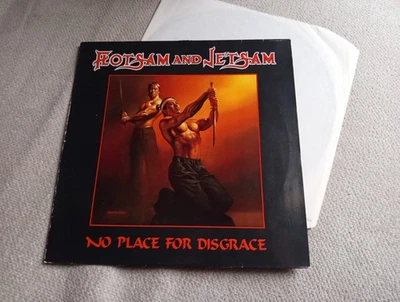 FLOTSAM AND JETSAM
NO PLACE FOR DISGRACE